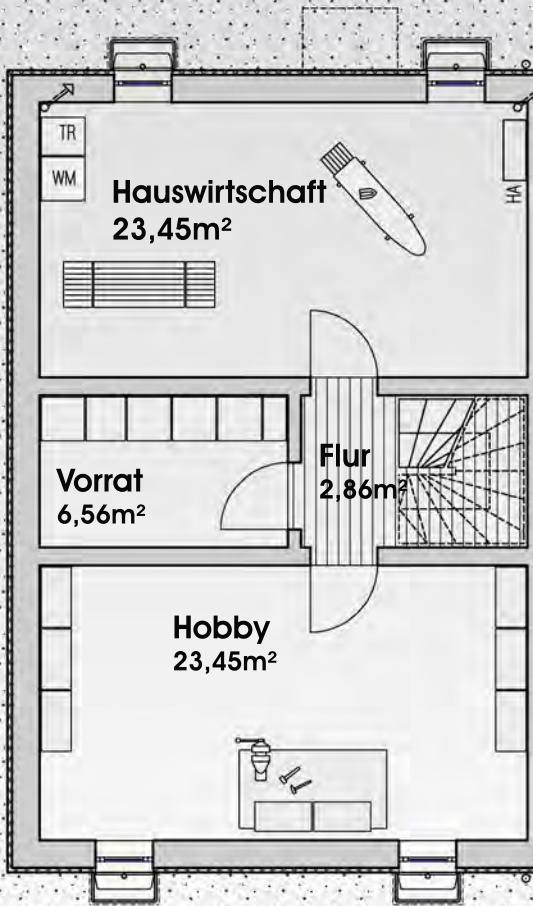 TR
WM
HA
Hauswirtschaft
23,45m²
Vorrat
6,56m²
Flur
2,86m²
Hobby
23,45m²